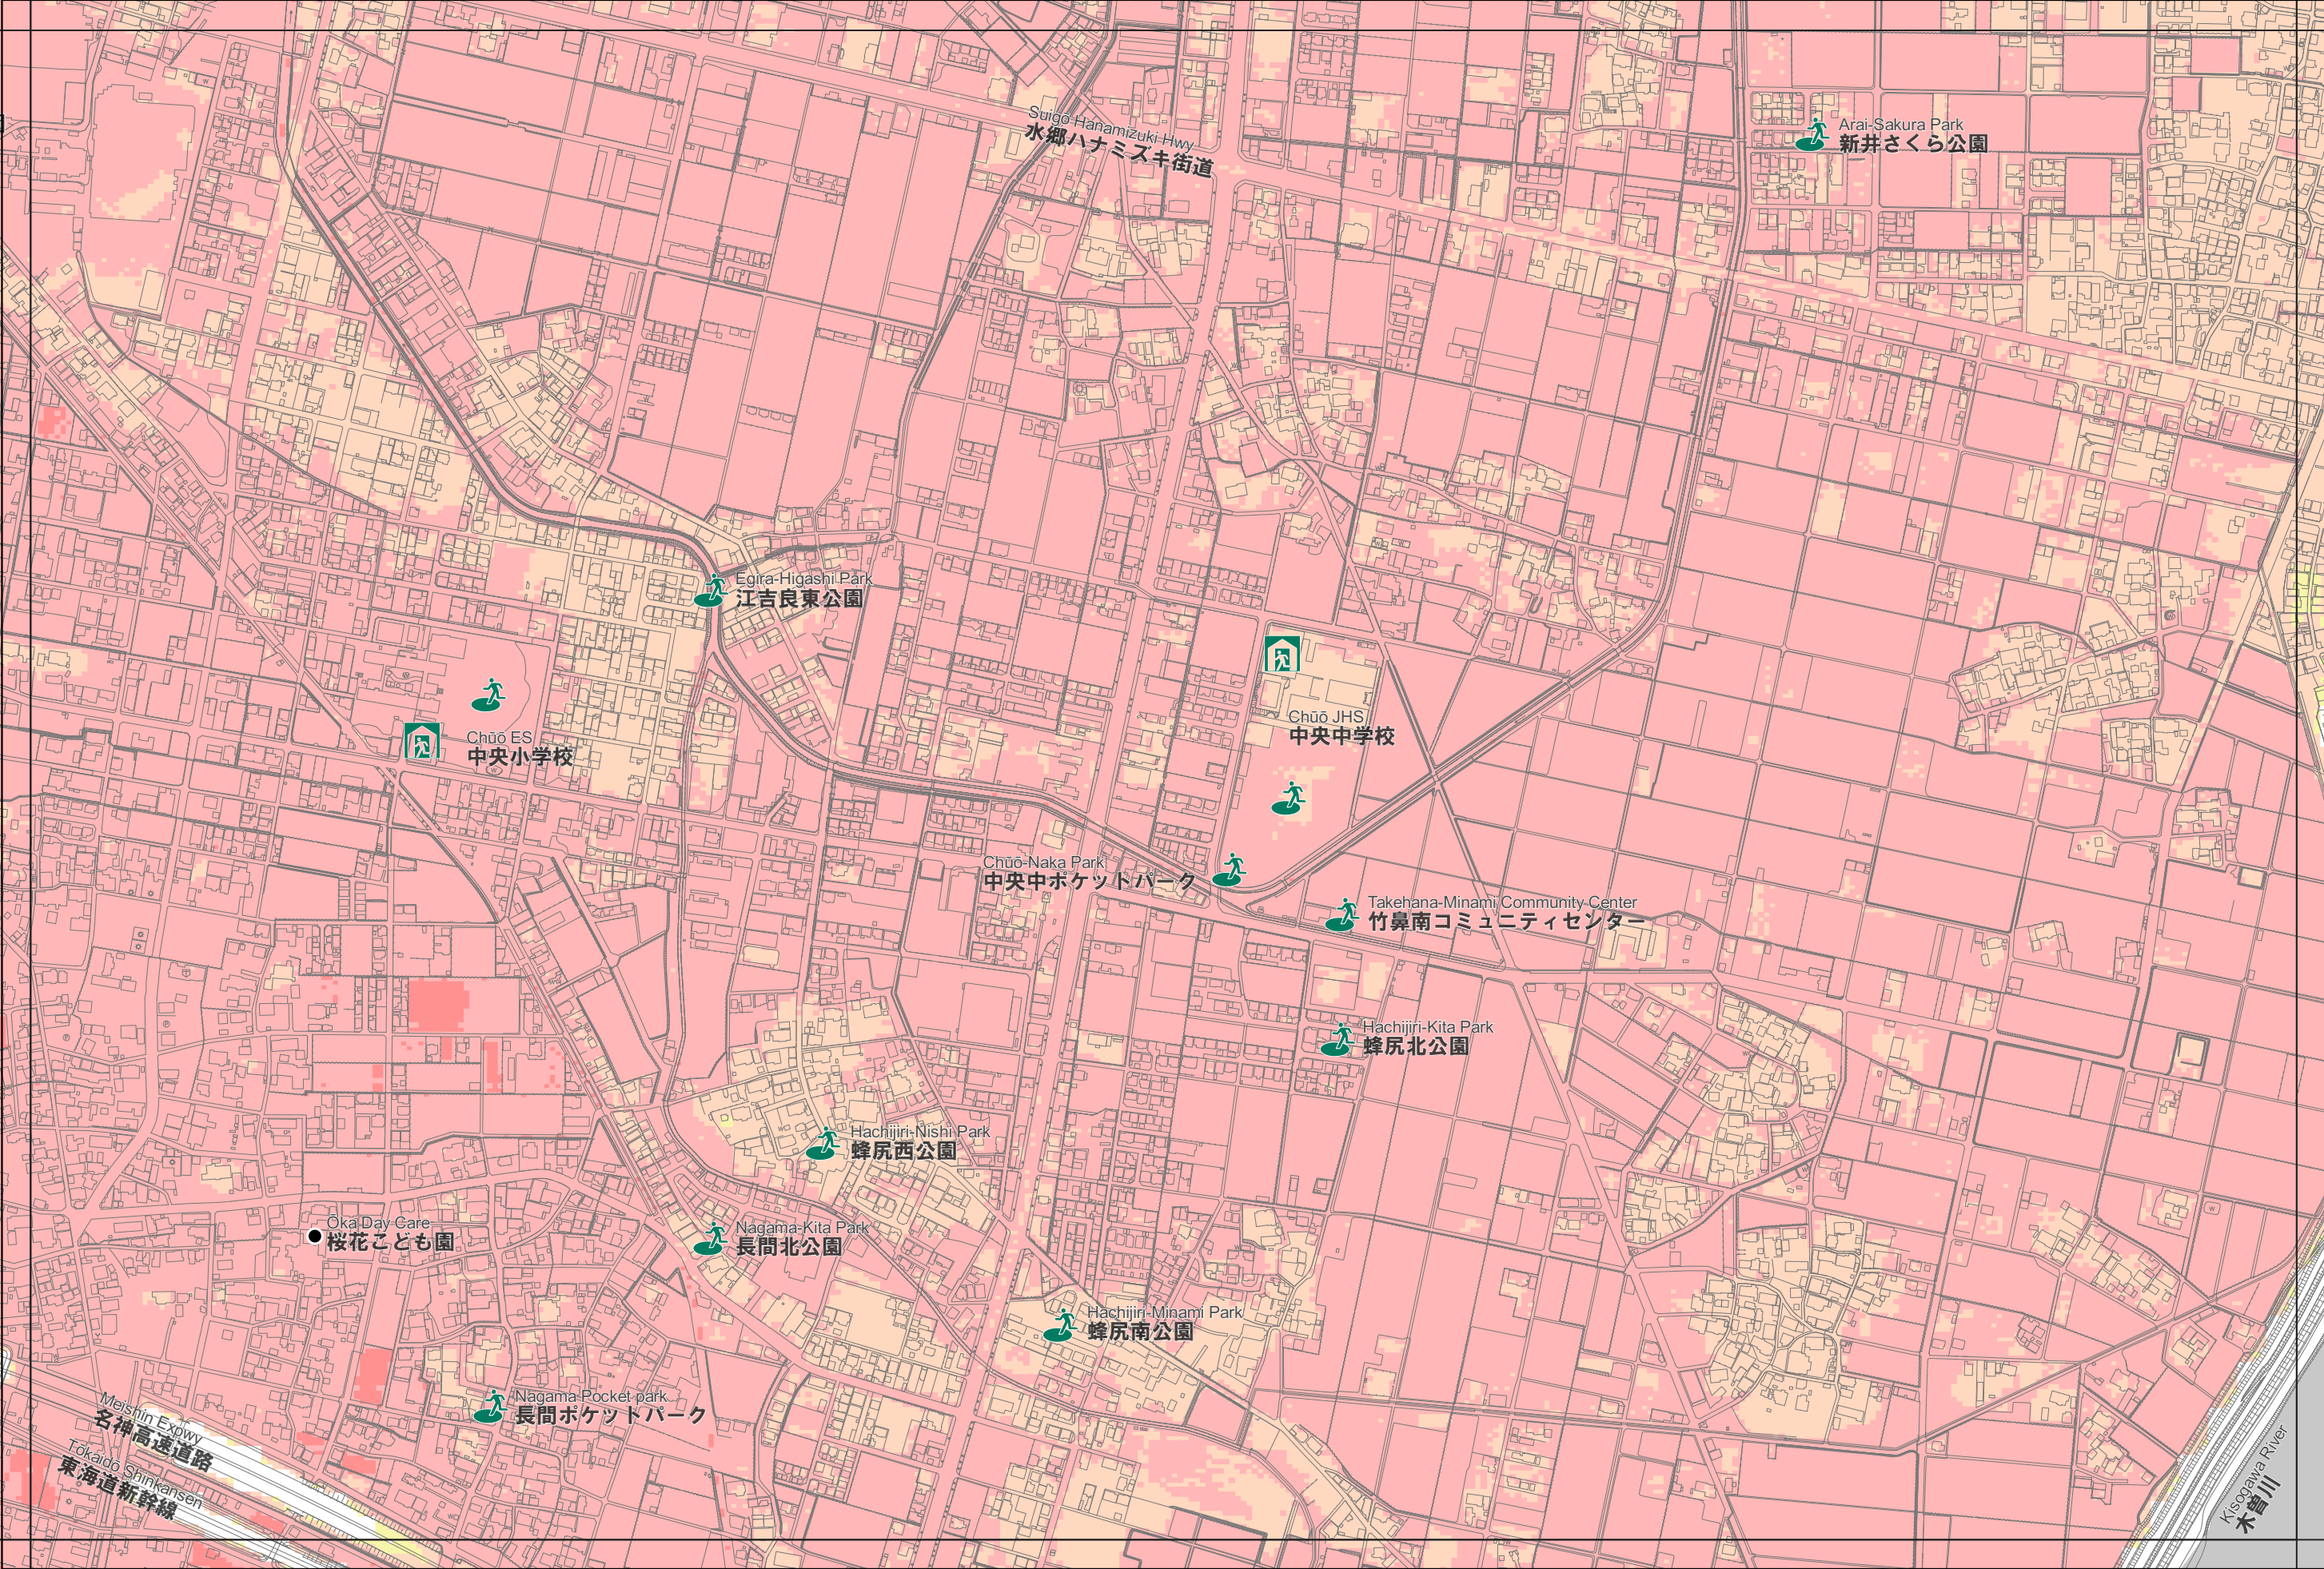 Suigō-Hanamizuki Hwy
水郷ハナミズキ街道
Arai-Sakura Park
新井さくら公園
Egira-Higashi Park
江吉良東公園
Chūō ES
中央小学校
Chūō JHS
中央中学校
Chūō-Naka Park
中央中ポケットパーク
Takehana-Minami Community Center
竹鼻南コミュニティセンター
Hachijiri-Kita Park
蜂尻北公園
Hachijiri-Nishi Park
蜂尻西公園
Ōka Day Care
桜花こども園
Nagama-Kita Park
長間北公園
Hachijiri-Minami Park
蜂尻南公園
Nagama Pocket park
長間ポケットパーク
Meishin Expwy
名神高速道路
Tōkaidō Shinkansen
東海道新幹線
Kisogawa River
木曽川